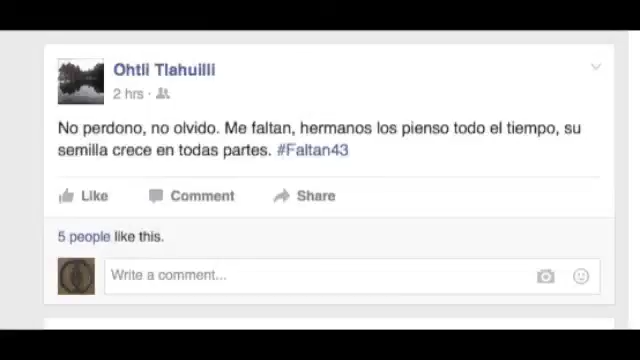 Ohtli Tlahuilli
2 hrs ·
No perdono, no olvido. Me faltan, hermanos los pienso todo el tiempo, su
semilla crece en todas partes. #Faltan43
Like Comment Share
5 people like this.
Write a comment...